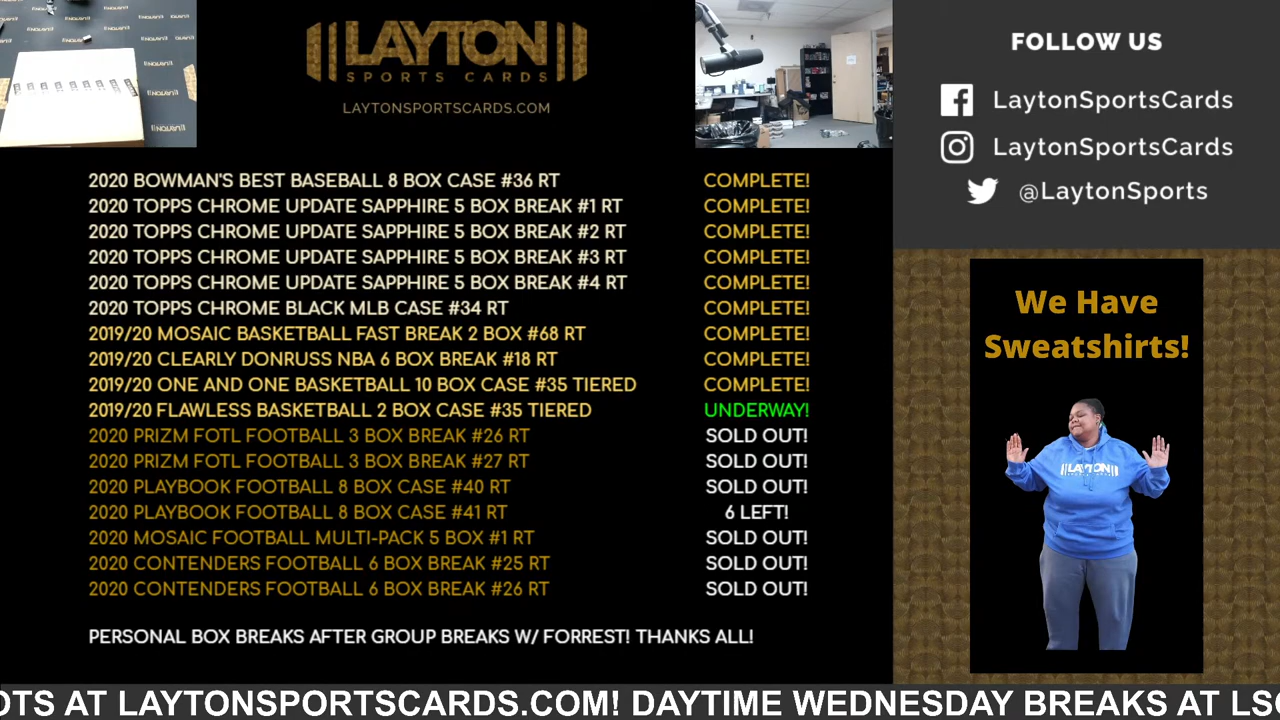 LAYTON
SPORTS CARDS
LAYTONSPORTSCARDS.COM
FOLLOW US
LaytonSportsCards
LaytonSportsCards
@LaytonSports
2020 BOWMAN'S BEST BASEBALL 8 BOX CASE #36 RT COMPLETE!
2020 TOPPS CHROME UPDATE SAPPHIRE 5 BOX BREAK #1 RT COMPLETE!
2020 TOPPS CHROME UPDATE SAPPHIRE 5 BOX BREAK #2 RT COMPLETE!
2020 TOPPS CHROME UPDATE SAPPHIRE 5 BOX BREAK #3 RT COMPLETE!
2020 TOPPS CHROME UPDATE SAPPHIRE 5 BOX BREAK #4 RT COMPLETE!
2020 TOPPS CHROME BLACK MLB CASE #34 RT COMPLETE!
2019/20 MOSAIC BASKETBALL FAST BREAK 2 BOX #68 RT COMPLETE!
2019/20 CLEARLY DONRUSS NBA 6 BOX BREAK #18 RT COMPLETE!
2019/20 ONE AND ONE BASKETBALL 10 BOX CASE #35 TIERED COMPLETE!
2019/20 FLAWLESS BASKETBALL 2 BOX CASE #35 TIERED UNDERWAY!
2020 PRIZM FOTL FOOTBALL 3 BOX BREAK #26 RT SOLD OUT!
2020 PRIZM FOTL FOOTBALL 3 BOX BREAK #27 RT SOLD OUT!
2020 PLAYBOOK FOOTBALL 8 BOX CASE #40 RT SOLD OUT!
2020 PLAYBOOK FOOTBALL 8 BOX CASE #41 RT 6 LEFT!
2020 MOSAIC FOOTBALL MULTI-PACK 5 BOX #1 RT SOLD OUT!
2020 CONTENDERS FOOTBALL 6 BOX BREAK #25 RT SOLD OUT!
2020 CONTENDERS FOOTBALL 6 BOX BREAK #26 RT SOLD OUT!
PERSONAL BOX BREAKS AFTER GROUP BREAKS W/ FORREST! THANKS ALL!
We Have
Sweatshirts!
LAYTON
OTS AT LAYTONSPORTSCARDS.COM! DAYTIME WEDNESDAY BREAKS AT LSC